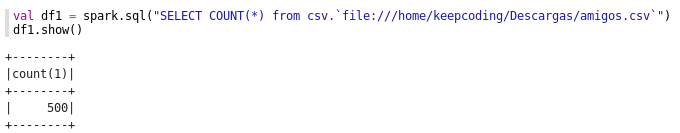 val df1 = spark.sql("SELECT COUNT(*) from csv.`file:///home/keepcoding/Descargas/amigos.csv`")
df1.show()
+--------+
|count(1)|
+--------+
|     500|
+--------+